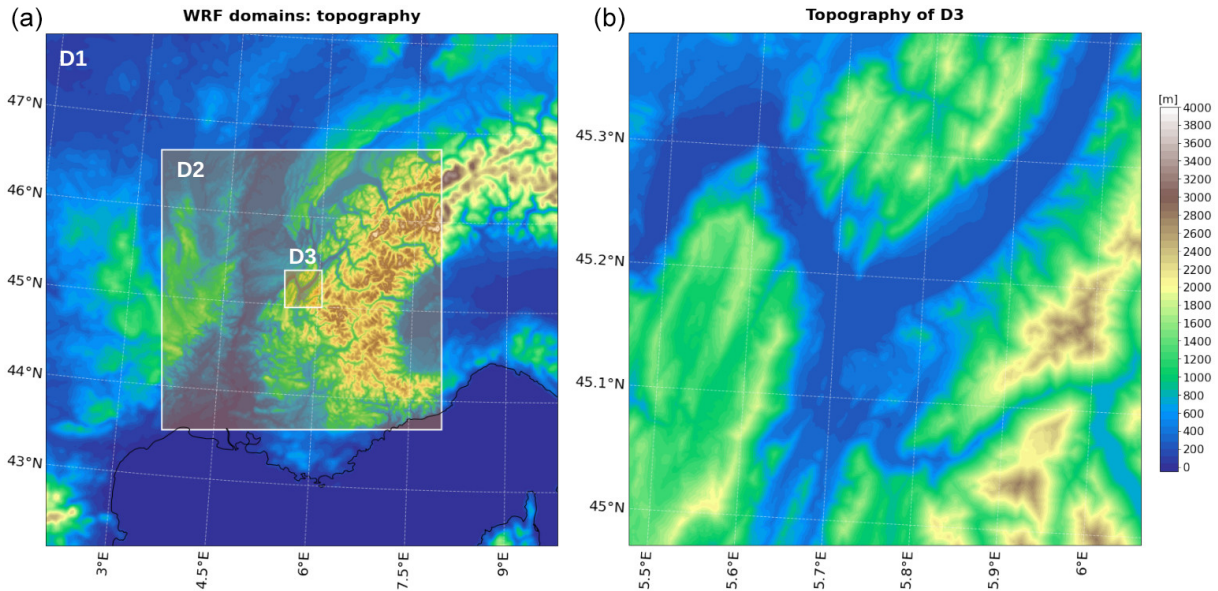 (a) WRF domains: topography
D1
D2
D3
47°N
46°N
45°N
44°N
43°N
3°E
4.5°E
6°E
7.5°E
9°E
(b) Topography of D3
45.3°N
45.2°N
45.1°N
45°N
5.5°E
5.6°E
5.7°E
5.8°E
5.9°E
6°E
[m]
4000
3800
3600
3400
3200
3000
2800
2600
2400
2200
2000
1800
1600
1400
1200
1000
800
600
400
200
0